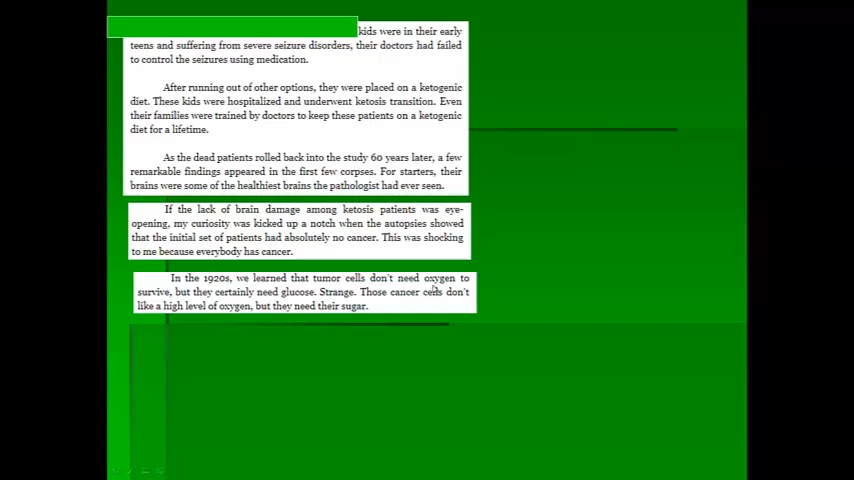 kids were in their early
teens and suffering from severe seizure disorders, their doctors had failed
to control the seizures using medication.
After running out of other options, they were placed on a ketogenic
diet. These kids were hospitalized and underwent ketosis transition. Even
their families were trained by doctors to keep these patients on a ketogenic
diet for a lifetime.
As the dead patients rolled back into the study 60 years later, a few
remarkable findings appeared in the first few corpses. For starters, their
brains were some of the healthiest brains the pathologist had ever seen.
If the lack of brain damage among ketosis patients was eye-
opening, my curiosity was kicked up a notch when the autopsies showed
that the initial set of patients had absolutely no cancer. This was shocking
to me because everybody has cancer.
In the 1920s, we learned that tumor cells don't need oxygen to
survive, but they certainly need glucose. Strange. Those cancer cells don't
like a high level of oxygen, but they need their sugar.